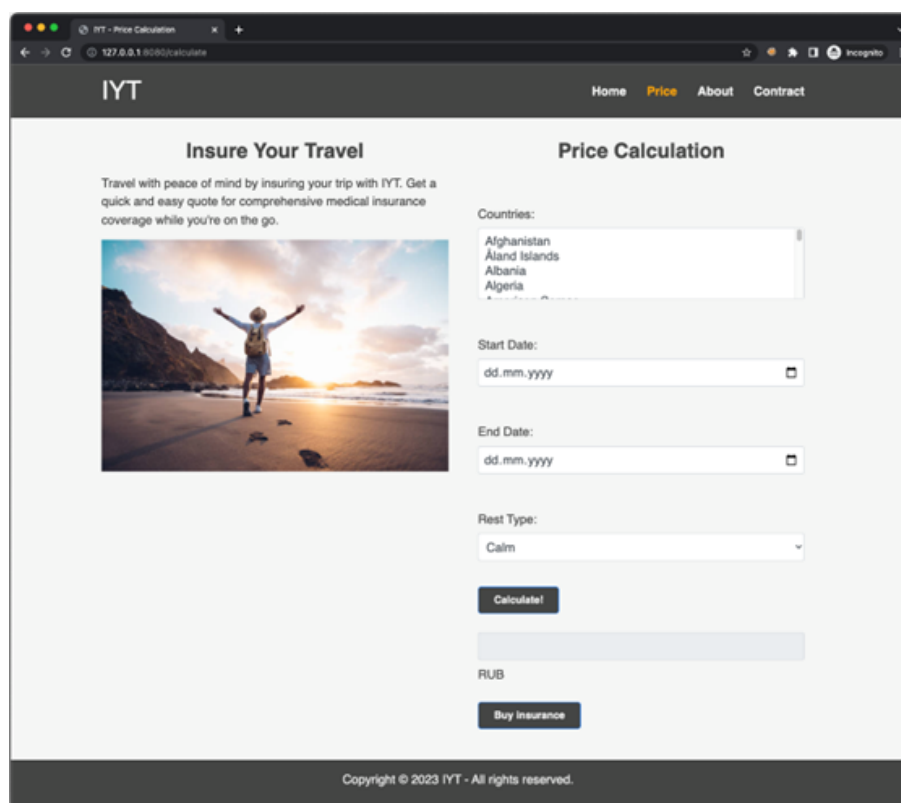 IYT - Price Calculation
127.0.0.1:8080/calculate
Incognito
IYT
Home Price About Contract
Insure Your Travel
Travel with peace of mind by insuring your trip with IYT. Get a
quick and easy quote for comprehensive medical insurance
coverage while you're on the go.
Price Calculation
Countries:
Afghanistan
Åland Islands
Albania
Algeria
Start Date:
dd.mm.yyyy
End Date:
dd.mm.yyyy
Rest Type:
Calm
Calculate!
RUB
Buy Insurance
Copyright © 2023 IYT - All rights reserved.